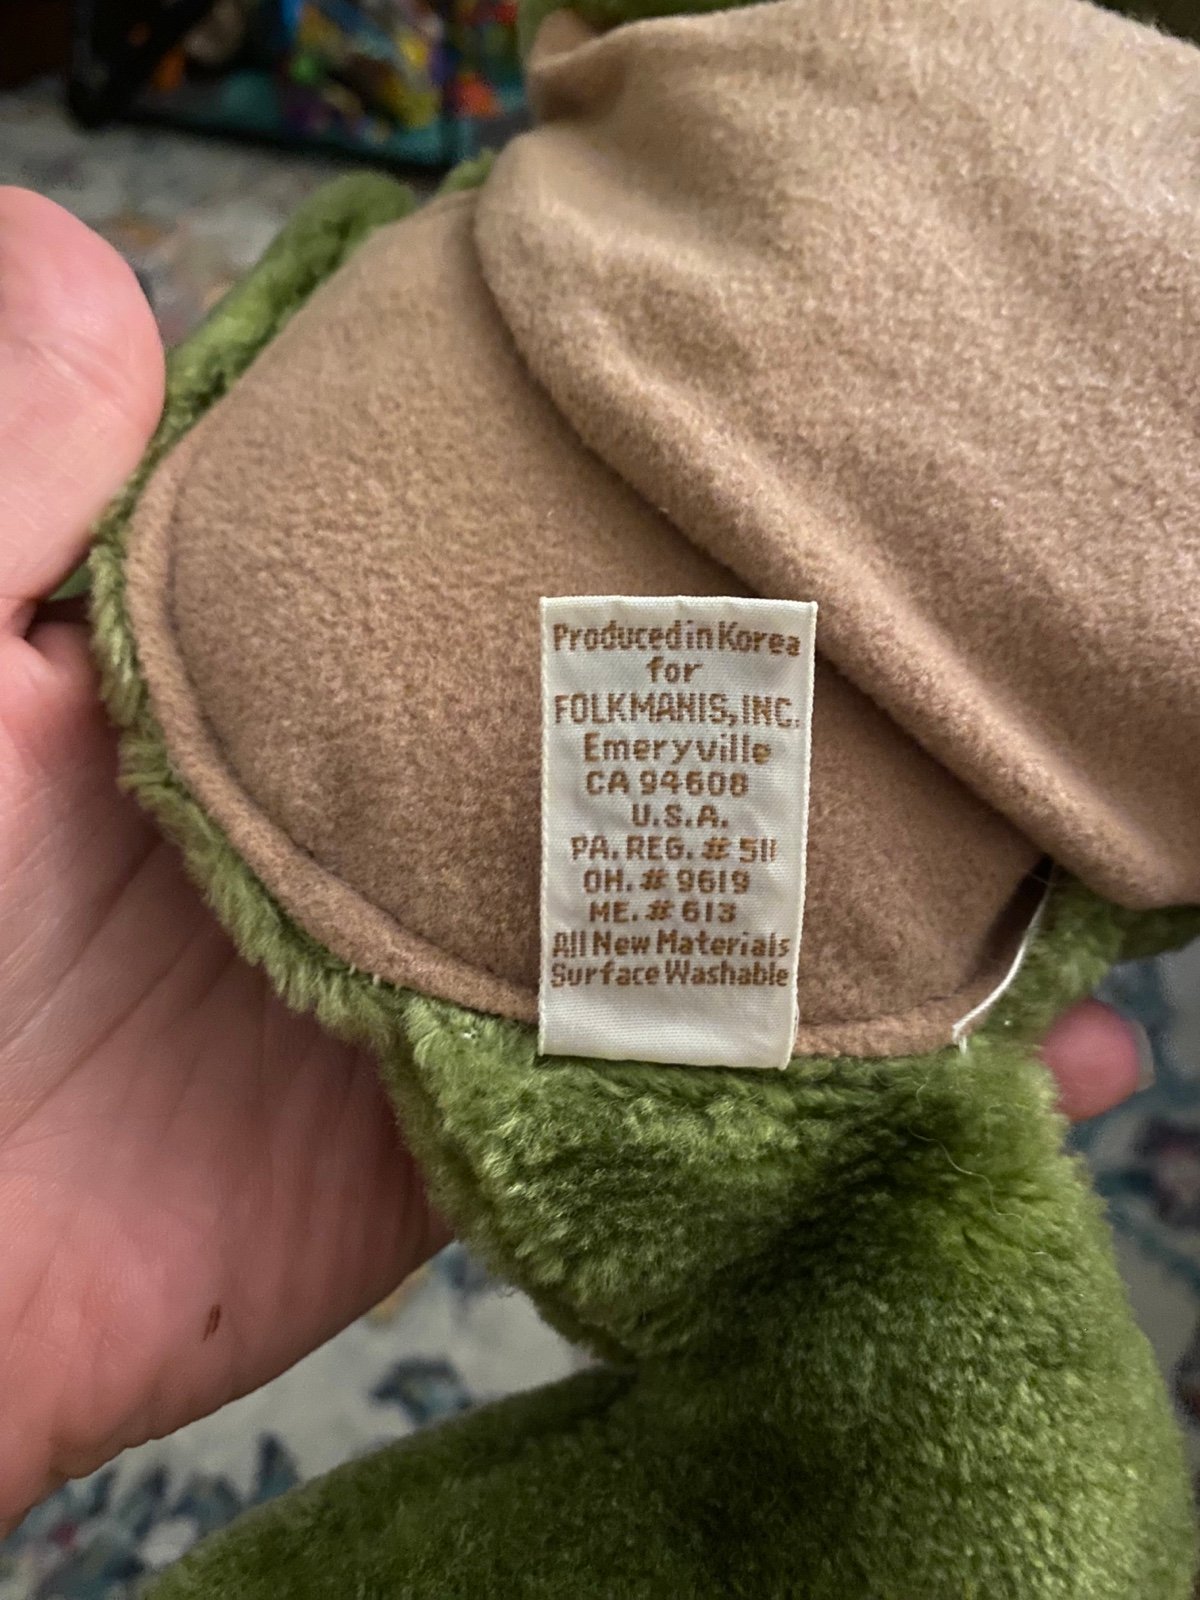 Produced in Korea
for
FOLKMANIS, INC.
Emeryville
CA 94608
U.S.A.
PA. REG. # 511
OH. # 9619
ME. # 613
All New Materials
Surface Washable